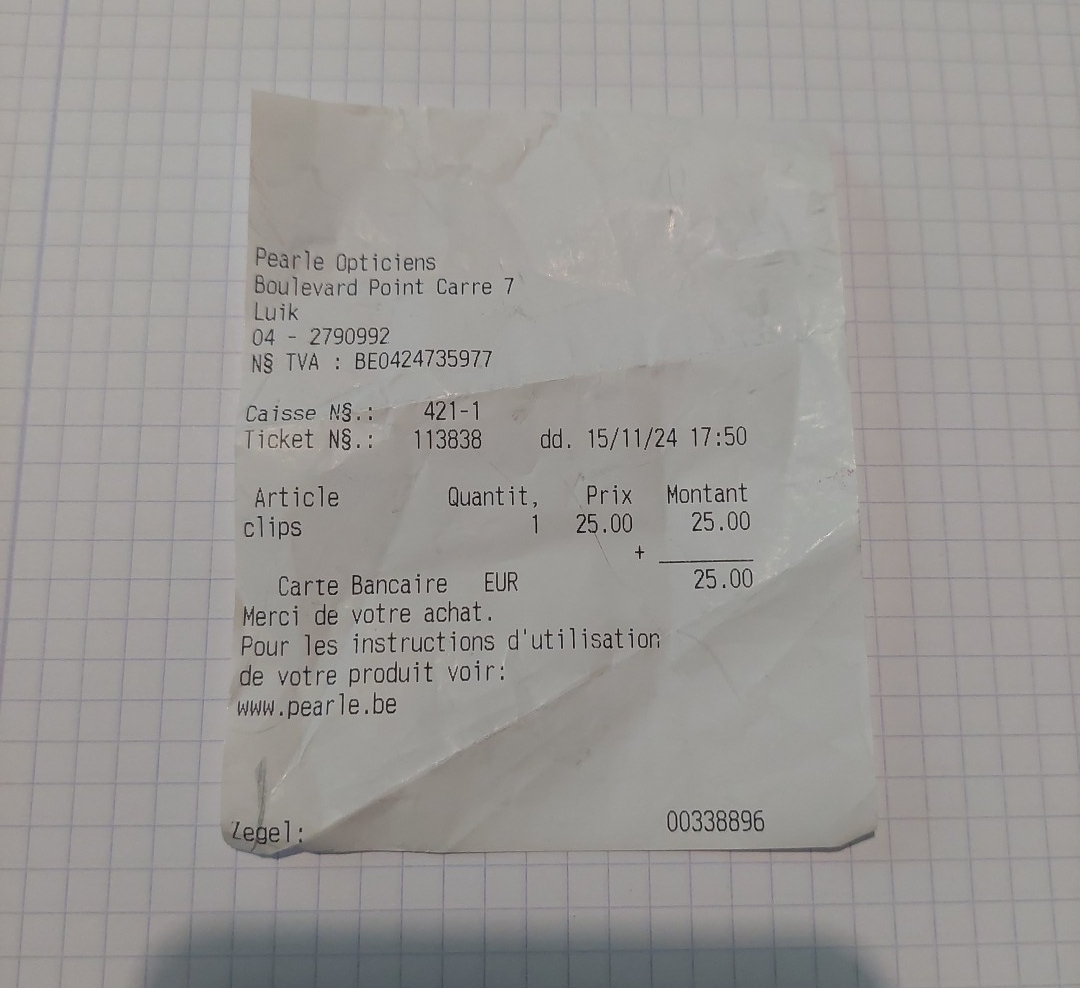 Pearle Opticiens
Boulevard Point Carre 7
Luik
04 - 2790992
N§ TVA : BE0424735977
Caisse N§.: 421-1
Ticket N§.: 113838 dd. 15/11/24 17:50
Article Quantit, Prix Montant
clips 1 25.00 25.00
+
Carte Bancaire EUR 25.00
Merci de votre achat.
Pour les instructions d'utilisation
de votre produit voir:
www.pearle.be
Zegel: 00338896